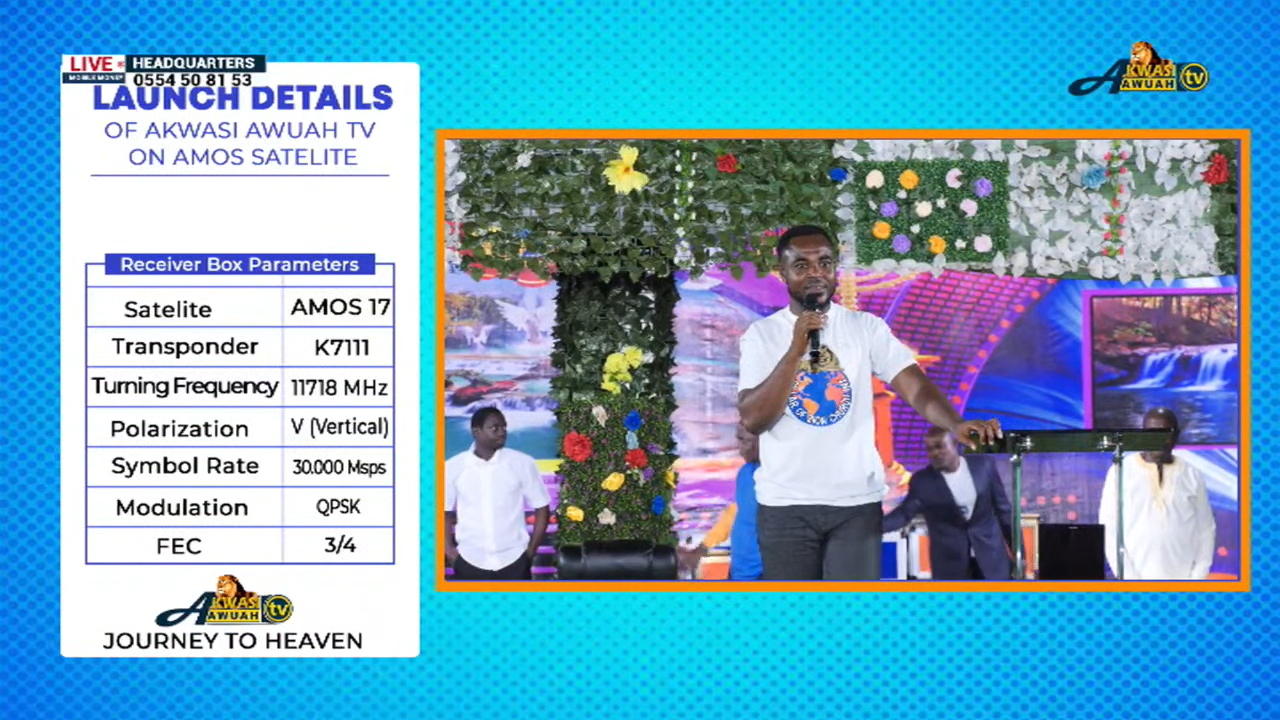 LIVE
HEADQUARTERS
MOBILE MONEY
0554 50 81 53
LAUNCH DETAILS
OF AKWASI AWUAH TV
ON AMOS SATELITE
Receiver Box Parameters
Satelite AMOS 17
Transponder K7111
Turning Frequency 11718 MHz
Polarization V (Vertical)
Symbol Rate 30.000 Msps
Modulation QPSK
FEC 3/4
AKWASI
AWUAH tv
JOURNEY TO HEAVEN
AKWASI
AWUAH tv